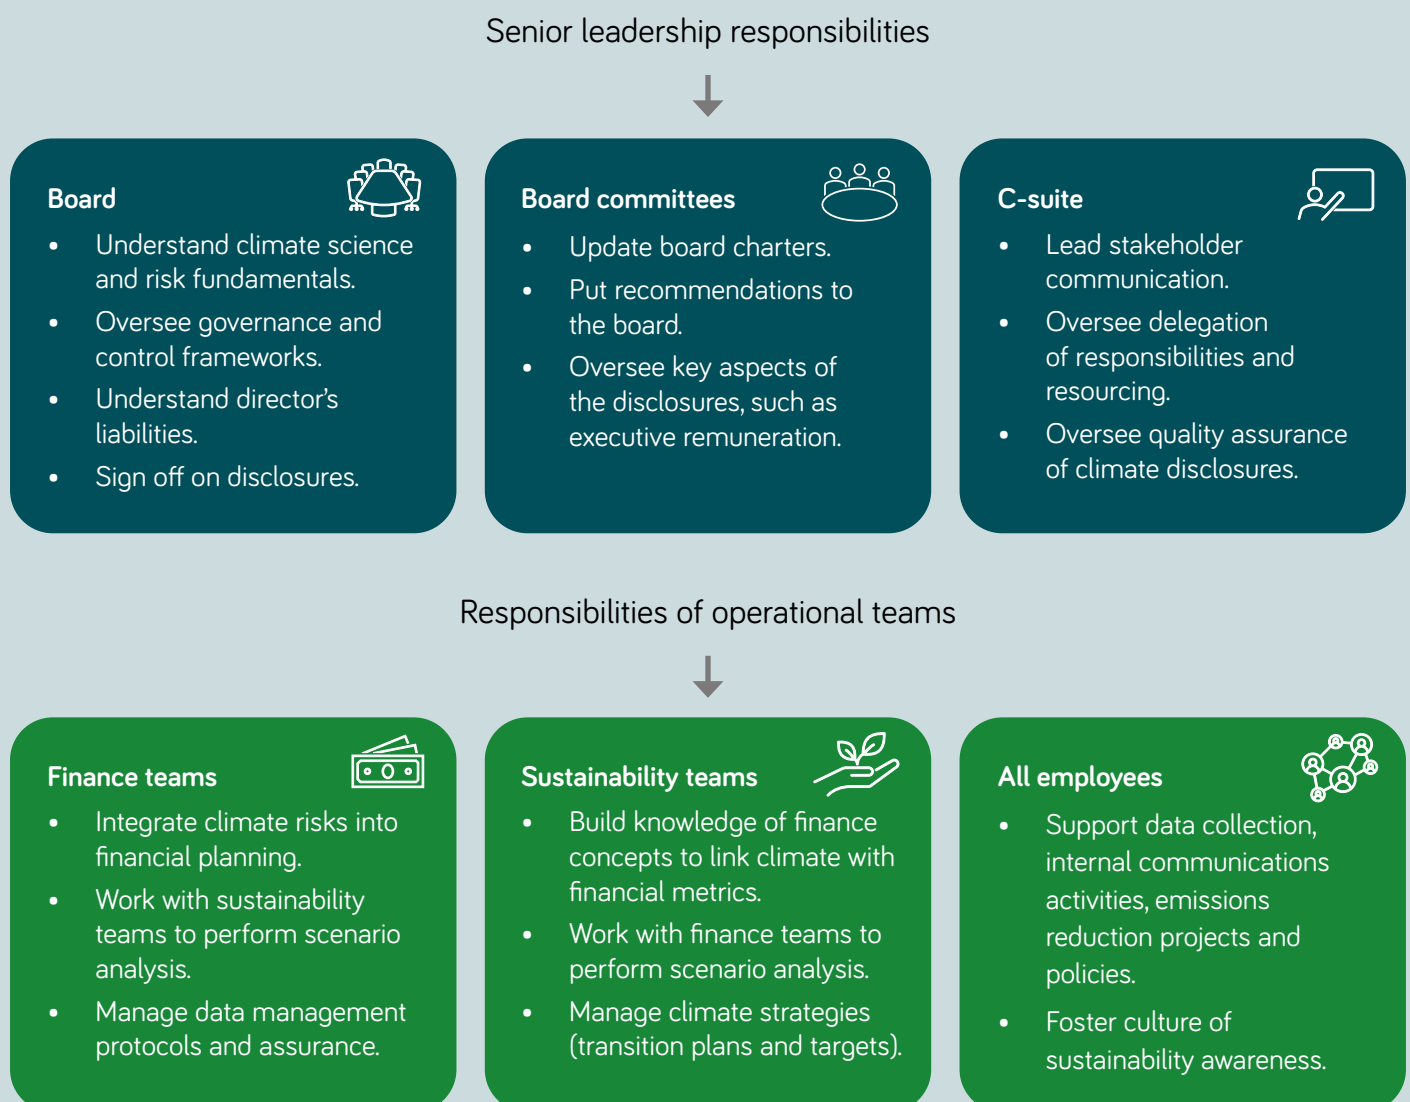 Senior leadership responsibilities
Board
• Understand climate science
and risk fundamentals.
• Oversee governance and
control frameworks.
• Understand director’s
liabilities.
• Sign off on disclosures.
Board committees
• Update board charters.
• Put recommendations to
the board.
• Oversee key aspects of
the disclosures, such as
executive remuneration.
C-suite
• Lead stakeholder
communication.
• Oversee delegation
of responsibilities and
resourcing.
• Oversee quality assurance
of climate disclosures.
Responsibilities of operational teams
Finance teams
• Integrate climate risks into
financial planning.
• Work with sustainability
teams to perform scenario
analysis.
• Manage data management
protocols and assurance.
Sustainability teams
• Build knowledge of finance
concepts to link climate with
financial metrics.
• Work with finance teams to
perform scenario analysis.
• Manage climate strategies
(transition plans and targets).
All employees
• Support data collection,
internal communications
activities, emissions
reduction projects and
policies.
• Foster culture of
sustainability awareness.